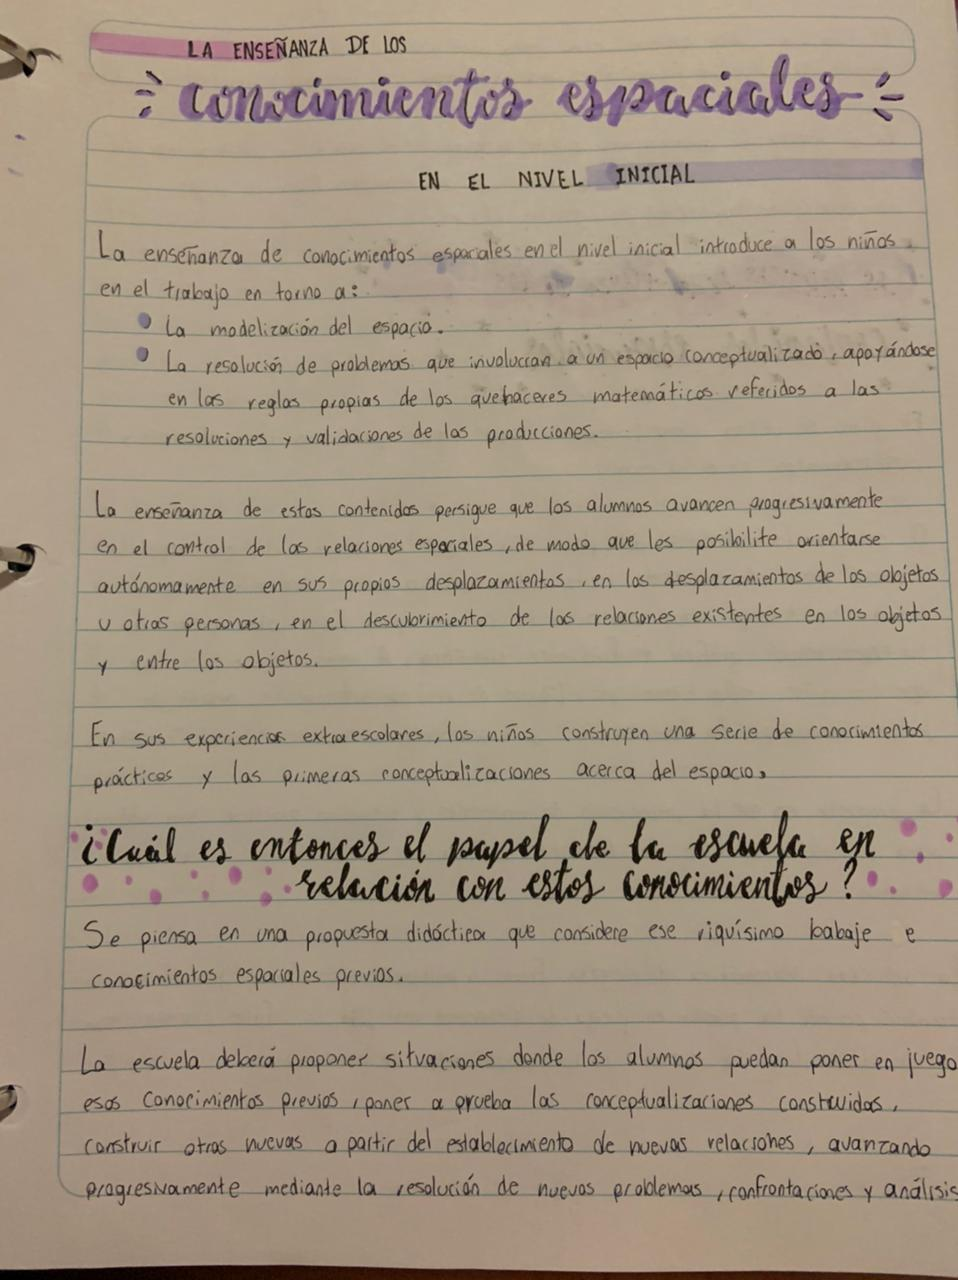 LA ENSEÑANZA DE LOS
conocimientos espaciales
EN EL NIVEL INICIAL
La enseñanza de conocimientos espaciales en el nivel inicial introduce a los niños
en el trabajo en torno a:
La modelización del espacio.
La resolución de problemas que involucran a un espacio conceptualizado, apoyándose
en las reglas propias de los quehaceres matemáticos referidos a las
resoluciones y validaciones de las producciones.
La enseñanza de estos contenidos persigue que los alumnos avancen progresivamente
en el control de las relaciones espaciales, de modo que les posibilite orientarse
autónomamente en sus propios desplazamientos, en los desplazamientos de los objetos
u otras personas, en el descubrimiento de las relaciones existentes en los objetos
y entre los objetos.
En sus experiencias extraescolares, los niños construyen una serie de conocimientos
prácticos y las primeras conceptualizaciones acerca del espacio.
¿Cuál es entonces el papel de la escuela en
relación con estos conocimientos?
Se piensa en una propuesta didáctica que considere ese riquísimo babaje e
conocimientos espaciales previos.
La escuela deberá proponer situaciones donde los alumnos puedan poner en juego
esos conocimientos previos, poner a prueba las conceptualizaciones construidas,
construir otras nuevas a partir del establecimiento de nuevas relaciones, avanzando
progresivamente mediante la resolución de nuevos problemas, confrontaciones y análisis